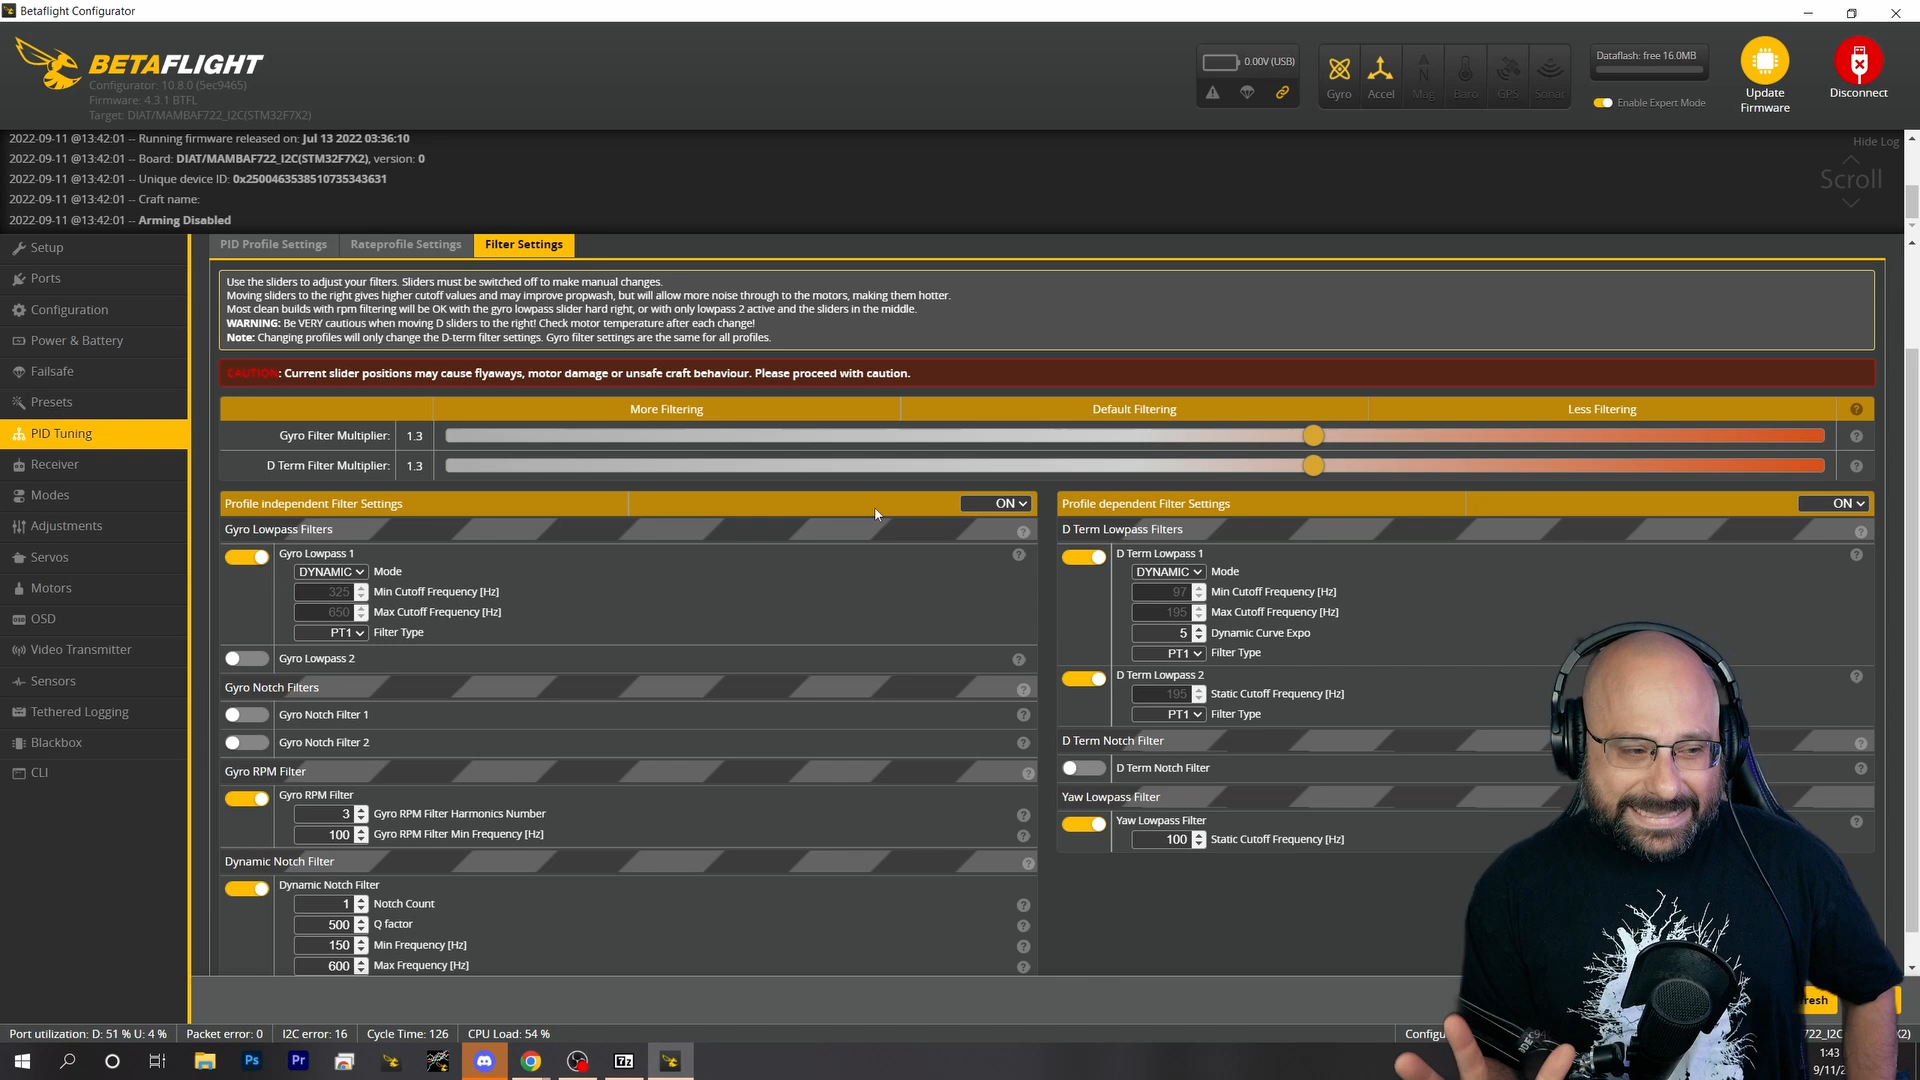 Betaflight Configurator
BETAFLIGHT
Configurator: 10.8.0 (5ec9465)
Firmware: 4.3.1 BTFL
Target: DIAT/MAMBAF722_I2C(STM32F7X2)
0.00V (USB)
Gyro
Accel
Mag
Baro
GPS
Sonar
Dataflash: free 16.0MB
Enable Expert Mode
Update Firmware
Disconnect
2022-09-11 @13:42:01 -- Running firmware released on: Jul 13 2022 03:36:10
2022-09-11 @13:42:01 -- Board: DIAT/MAMBAF722_I2C(STM32F7X2), version: 0
2022-09-11 @13:42:01 -- Unique device ID: 0x2500463538510735343631
2022-09-11 @13:42:01 -- Craft name:
2022-09-11 @13:42:01 -- Arming Disabled
Hide Log
Scroll
Setup
Ports
Configuration
Power & Battery
Failsafe
Presets
PID Tuning
Receiver
Modes
Adjustments
Servos
Motors
OSD
Video Transmitter
Sensors
Tethered Logging
Blackbox
CLI
PID Profile Settings
Rateprofile Settings
Filter Settings
Use the sliders to adjust your filters. Sliders must be switched off to make manual changes.
Moving sliders to the right gives higher cutoff values and may improve propwash, but will allow more noise through to the motors, making them hotter.
Most clean builds with rpm filtering will be OK with the gyro lowpass slider hard right, or with only lowpass 2 active and the sliders in the middle.
WARNING: Be VERY cautious when moving D sliders to the right! Check motor temperature after each change!
Note: Changing profiles will only change the D-term filter settings. Gyro filter settings are the same for all profiles.
CAUTION: Current slider positions may cause flyaways, motor damage or unsafe craft behaviour. Please proceed with caution.
More Filtering
Default Filtering
Less Filtering
Gyro Filter Multiplier: 1.3
D Term Filter Multiplier: 1.3
Profile independent Filter Settings ON
Gyro Lowpass Filters
Gyro Lowpass 1
DYNAMIC Mode
325 Min Cutoff Frequency [Hz]
650 Max Cutoff Frequency [Hz]
PT1 Filter Type
Gyro Lowpass 2
Gyro Notch Filters
Gyro Notch Filter 1
Gyro Notch Filter 2
Gyro RPM Filter
Gyro RPM Filter
3 Gyro RPM Filter Harmonics Number
100 Gyro RPM Filter Min Frequency [Hz]
Dynamic Notch Filter
Dynamic Notch Filter
1 Notch Count
500 Q factor
150 Min Frequency [Hz]
600 Max Frequency [Hz]
Profile dependent Filter Settings ON
D Term Lowpass Filters
D Term Lowpass 1
DYNAMIC Mode
97 Min Cutoff Frequency [Hz]
195 Max Cutoff Frequency [Hz]
5 Dynamic Curve Expo
PT1 Filter Type
D Term Lowpass 2
195 Static Cutoff Frequency [Hz]
PT1 Filter Type
D Term Notch Filter
D Term Notch Filter
Yaw Lowpass Filter
Yaw Lowpass Filter
100 Static Cutoff Frequency [Hz]
Port utilization: D: 51 % U: 4 %
Packet error: 0
I2C error: 16
Cycle Time: 126
CPU Load: 54 %
Ps
Pr
1:43